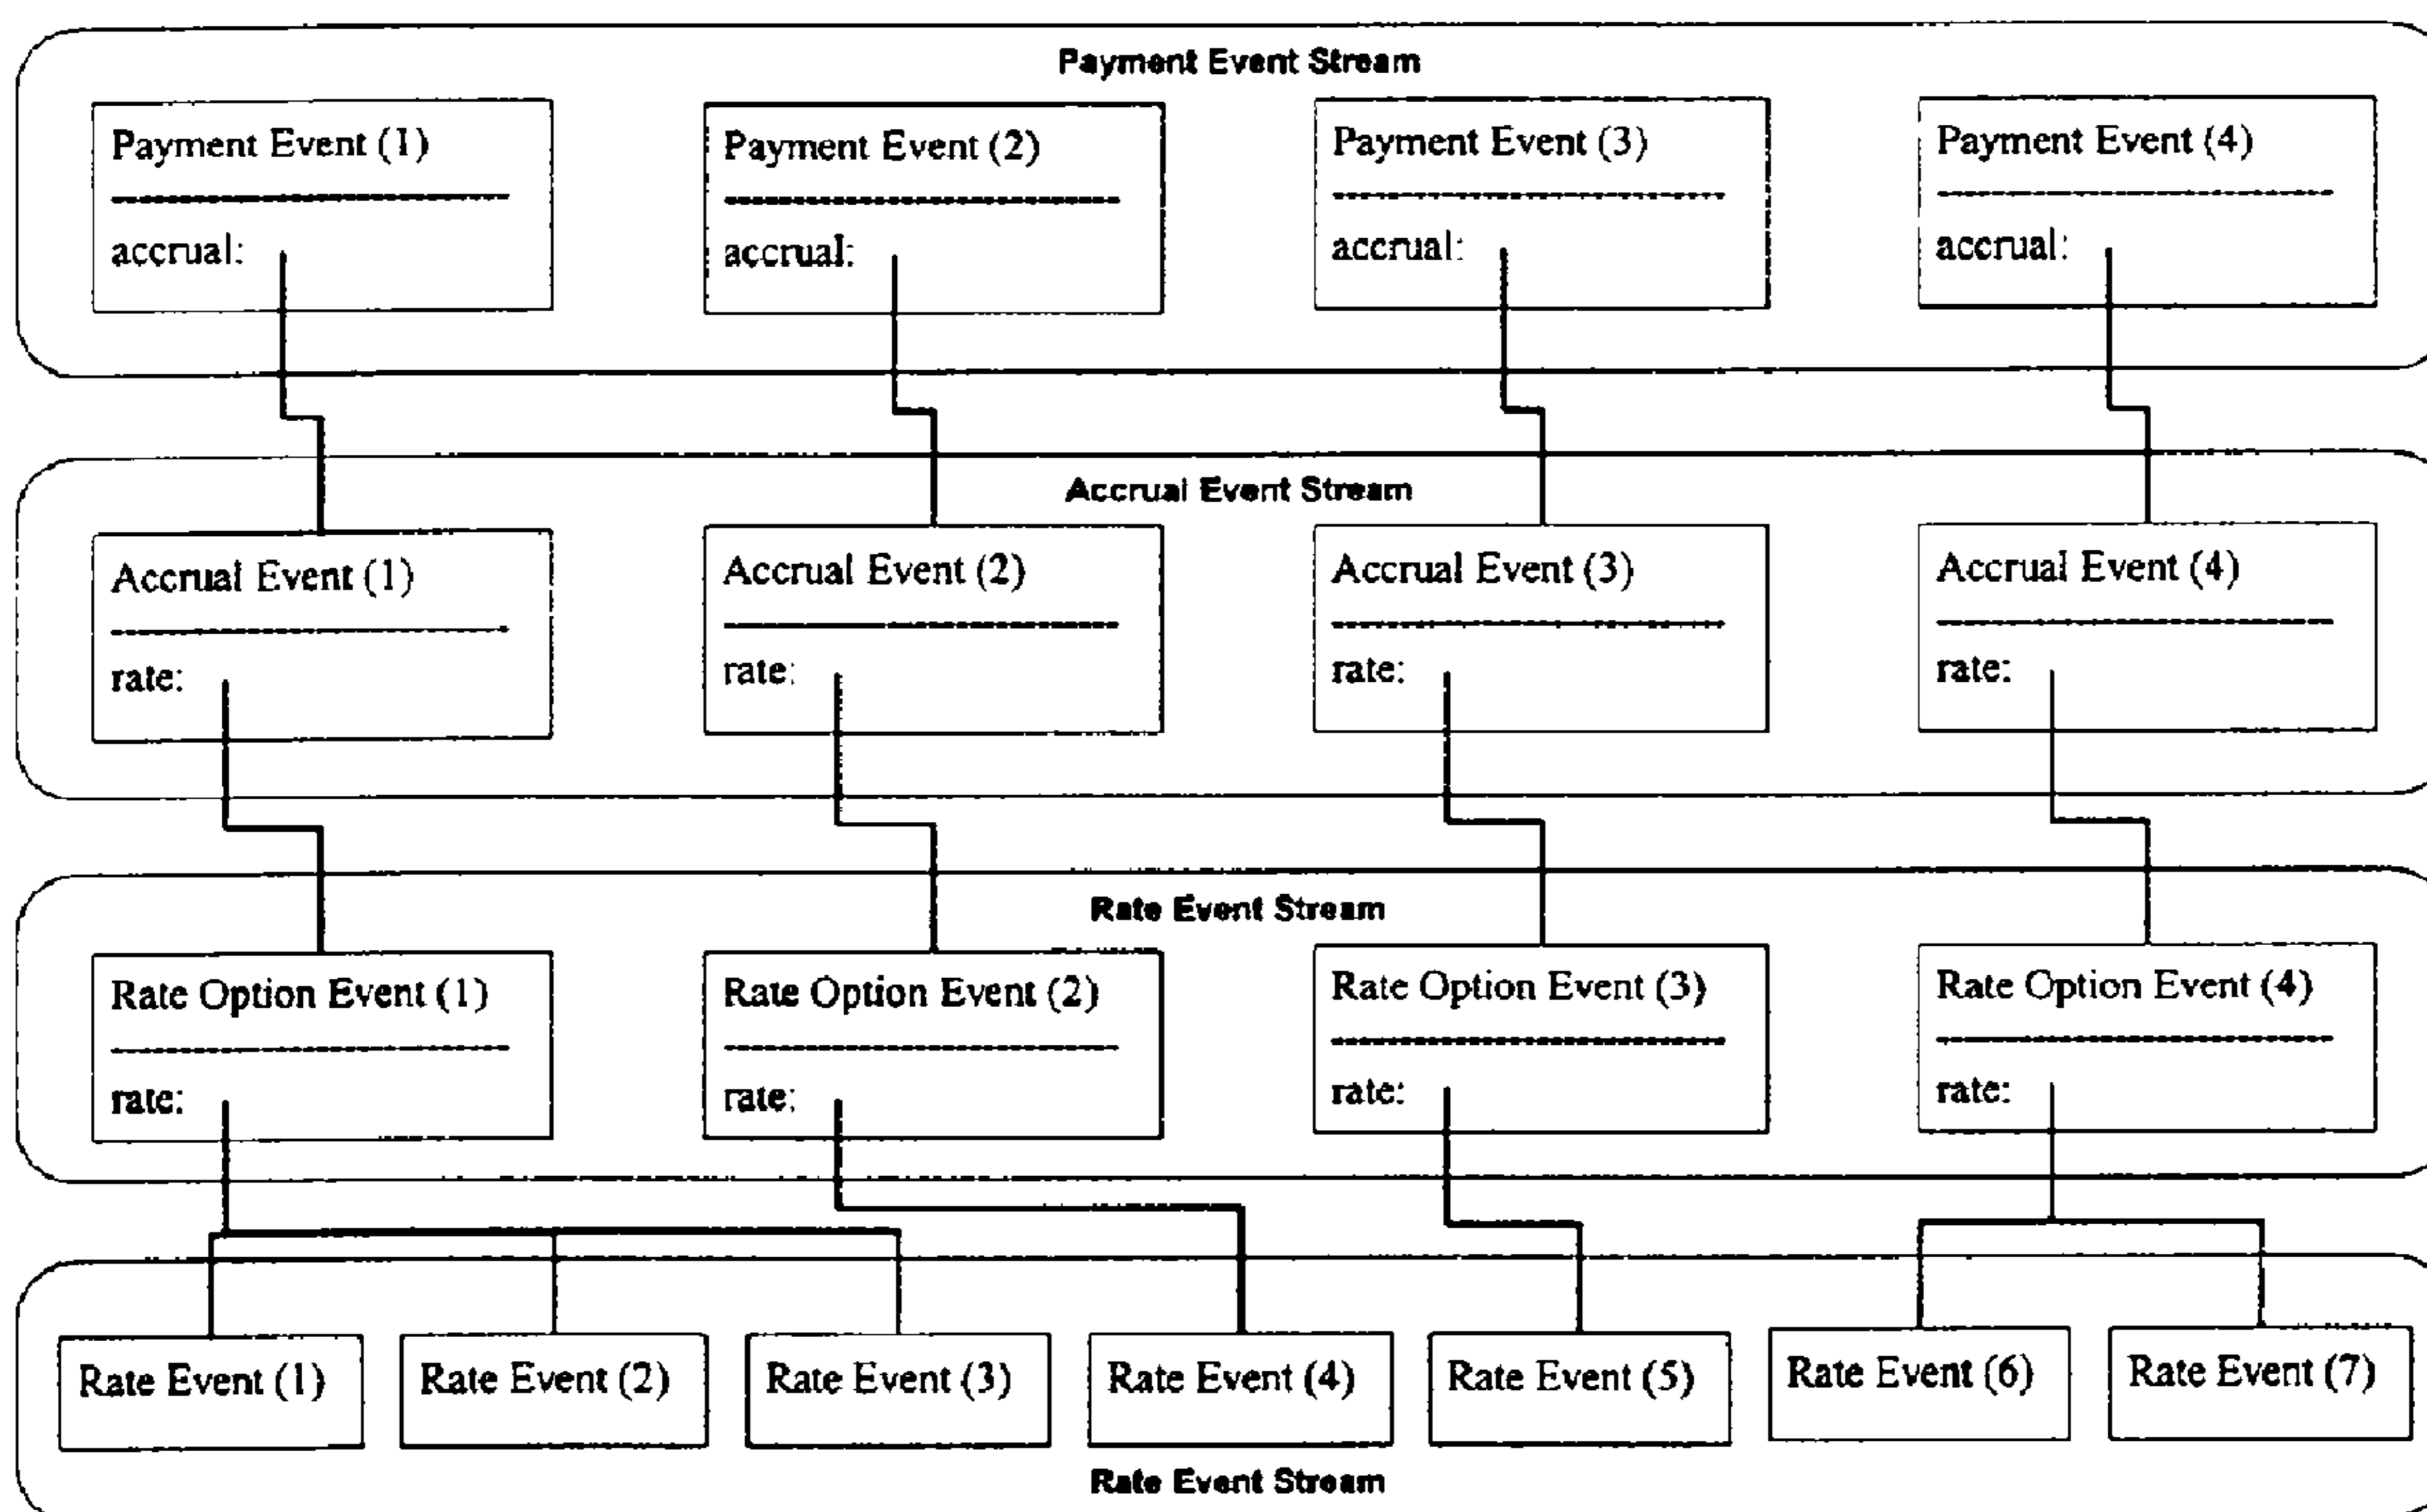 Payment Event Stream
Payment Event (1)
accrual:
Payment Event (2)
accrual:
Payment Event (3)
accrual:
Payment Event (4)
accrual:
Accrual Event Stream
Accrual Event (1)
rate:
Accrual Event (2)
rate:
Accrual Event (3)
rate:
Accrual Event (4)
rate:
Rate Event Stream
Rate Option Event (1)
rate:
Rate Option Event (2)
rate:
Rate Option Event (3)
rate:
Rate Option Event (4)
rate:
Rate Event (1)
Rate Event (2)
Rate Event (3)
Rate Event (4)
Rate Event (5)
Rate Event (6)
Rate Event (7)
Rate Event Stream